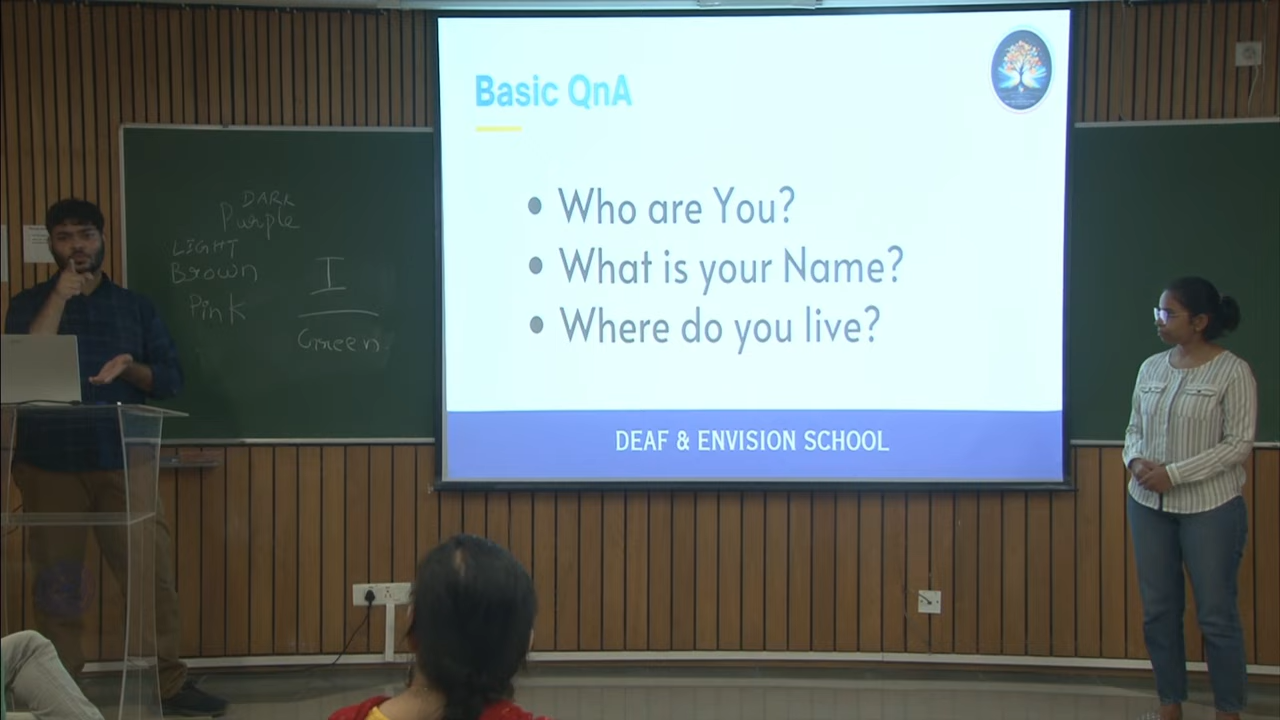 Basic QnA
• Who are You?
• What is your Name?
• Where do you live?
DEAF & ENVISION SCHOOL
DARK
Purple
LIGHT
Brown
Pink
I
Green